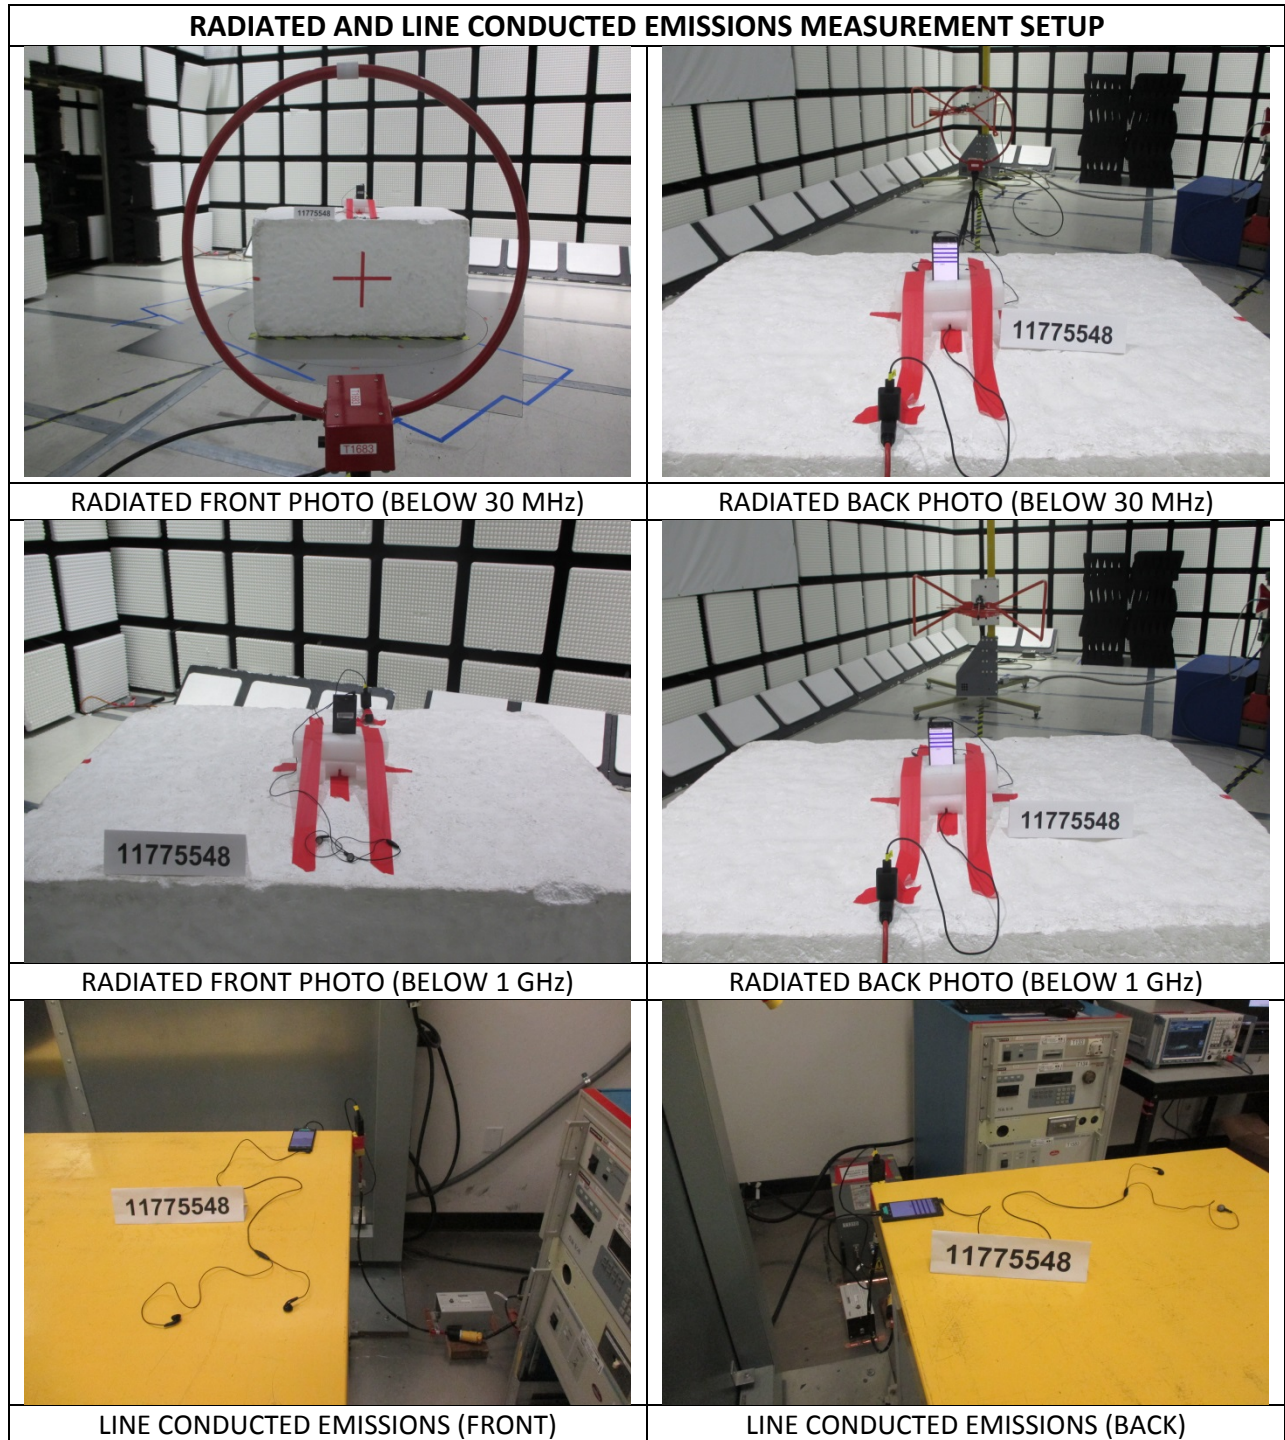 RADIATED AND LINE CONDUCTED EMISSIONS MEASUREMENT SETUP
11775548
T1683
11775548
RADIATED FRONT PHOTO (BELOW 30 MHz)
RADIATED BACK PHOTO (BELOW 30 MHz)
11775548
11775548
RADIATED FRONT PHOTO (BELOW 1 GHz)
RADIATED BACK PHOTO (BELOW 1 GHz)
11775548
11775548
LINE CONDUCTED EMISSIONS (FRONT)
LINE CONDUCTED EMISSIONS (BACK)